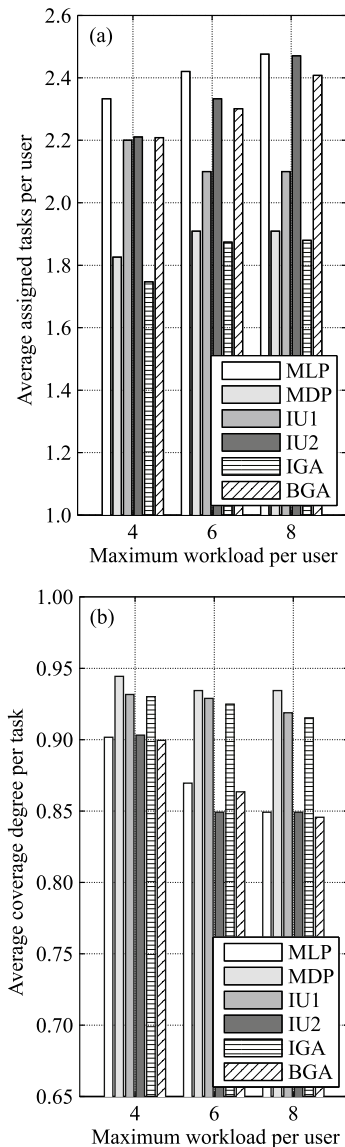 (a)
Average assigned tasks per user
2.6
2.4
2.2
2.0
1.8
1.6
1.4
1.2
1.0
MLP
MDP
IU1
IU2
IGA
BGA
4 6 8
Maximum workload per user
(b)
Average coverage degree per task
1.00
0.95
0.90
0.85
0.80
0.75
0.70
0.65
MLP
MDP
IU1
IU2
IGA
BGA
4 6 8
Maximum workload per user